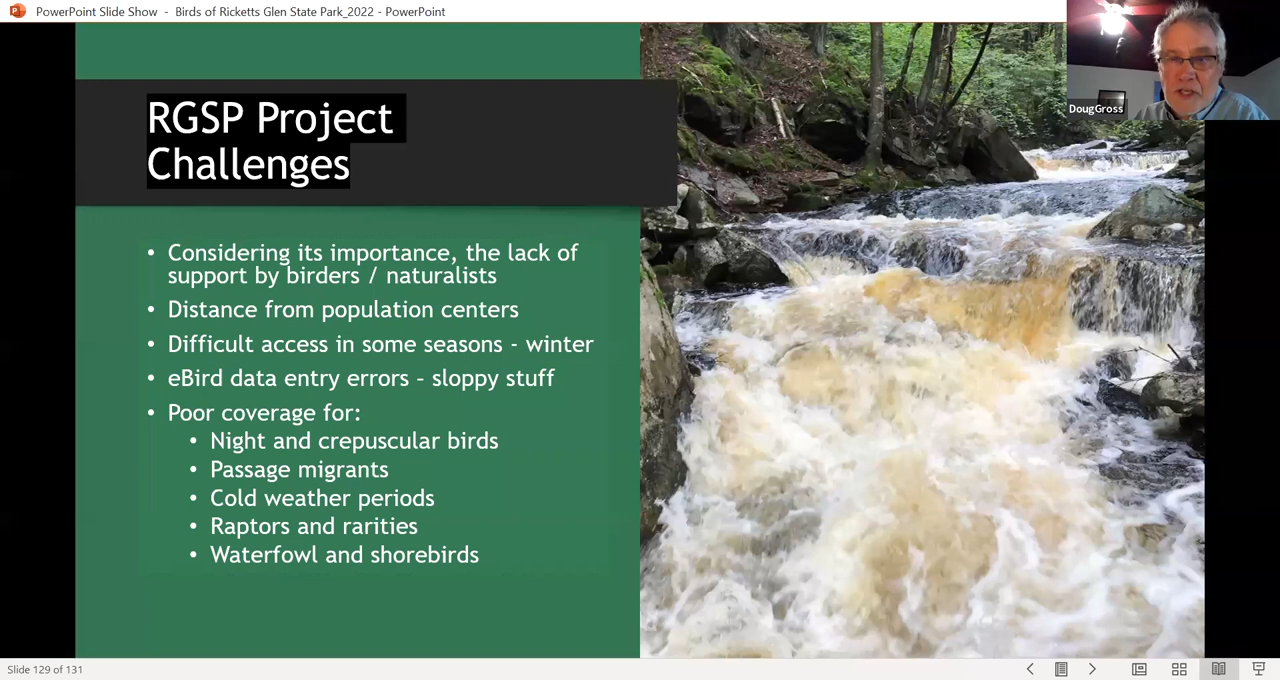 PowerPoint Slide Show - Birds of Ricketts Glen State Park_2022 - PowerPoint
DougGross
RGSP Project
Challenges
• Considering its importance, the lack of
support by birders / naturalists
• Distance from population centers
• Difficult access in some seasons - winter
• eBird data entry errors – sloppy stuff
• Poor coverage for:
• Night and crepuscular birds
• Passage migrants
• Cold weather periods
• Raptors and rarities
• Waterfowl and shorebirds
Slide 129 of 131